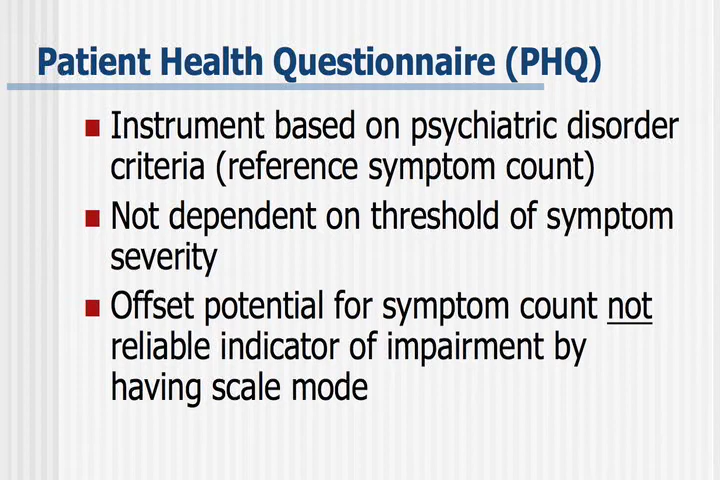 Patient Health Questionnaire (PHQ)
Instrument based on psychiatric disorder
criteria (reference symptom count)
Not dependent on threshold of symptom
severity
Offset potential for symptom count not
reliable indicator of impairment by
having scale mode